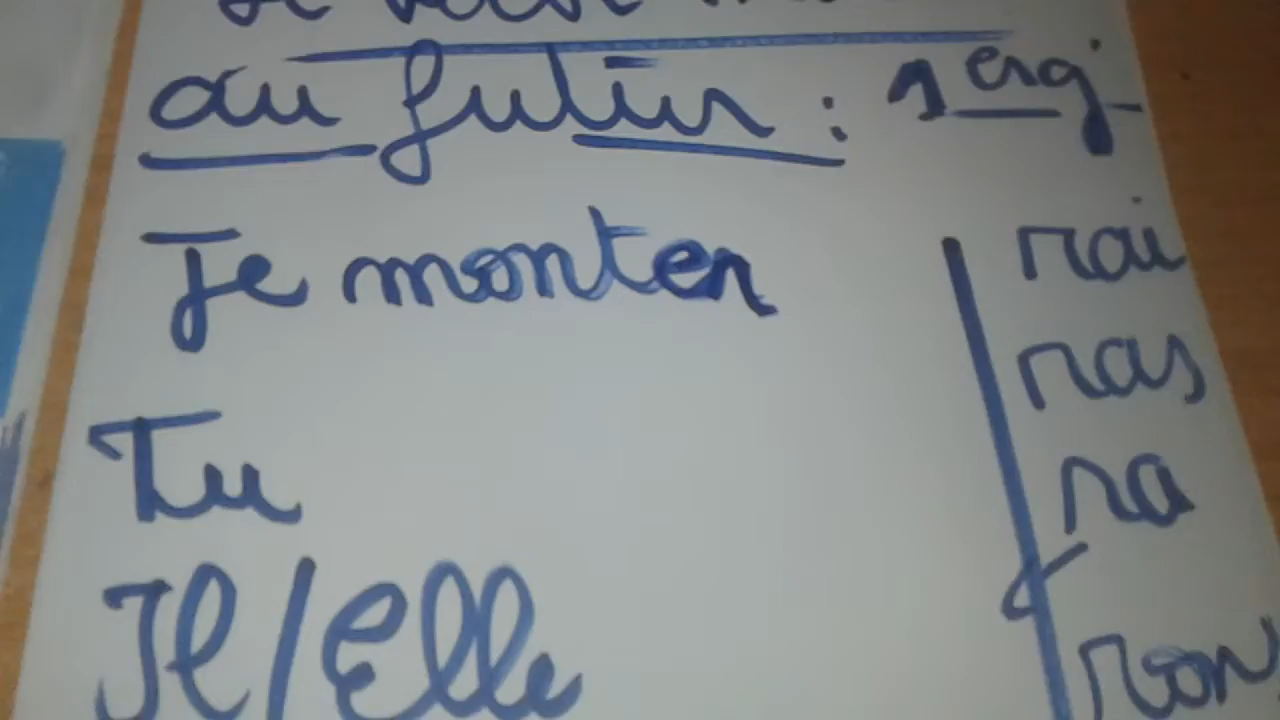 au futur : 1 erg
Je monter rai
Tu ras
Il/Elle ra
ron